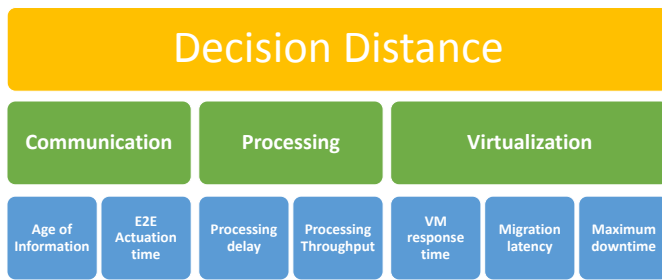 Decision Distance
Communication
Processing
Virtualization
Age of
Information
E2E
Actuation
time
Processing
delay
Processing
Throughput
VM
response
time
Migration
latency
Maximum
downtime